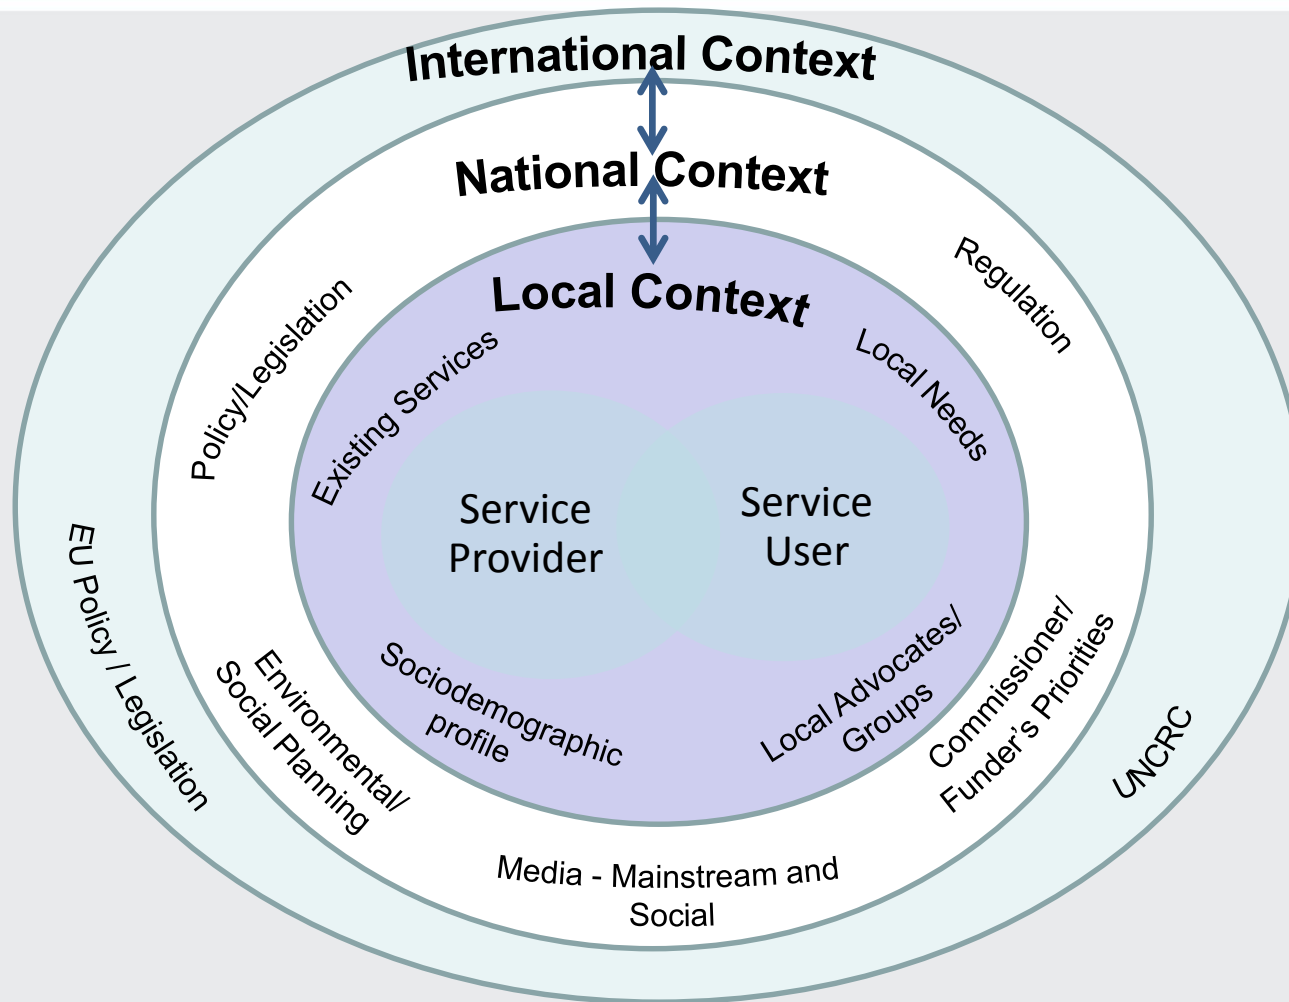 International Context
National Context
Local Context
Regulation
Policy/Legislation
Existing Services
Local Needs
Service
Provider
Service
User
EU Policy / Legislation
Environmental/
Social Planning
Sociodemographic
profile
Local Advocates/
Groups
Commissioner/
Funder’s Priorities
UNCRC
Media - Mainstream and
Social